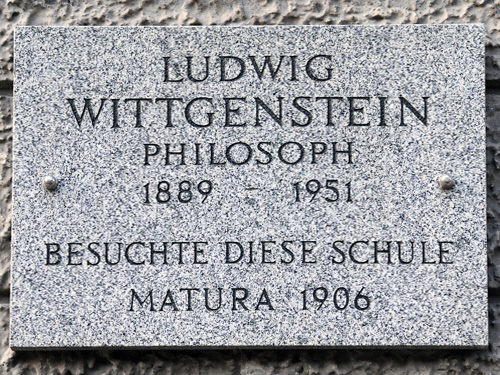 LUDWIG
WITTGENSTEIN
PHILOSOPH
1889 - 1951
BESUCHTE DIESE SCHULE
MATURA 1906